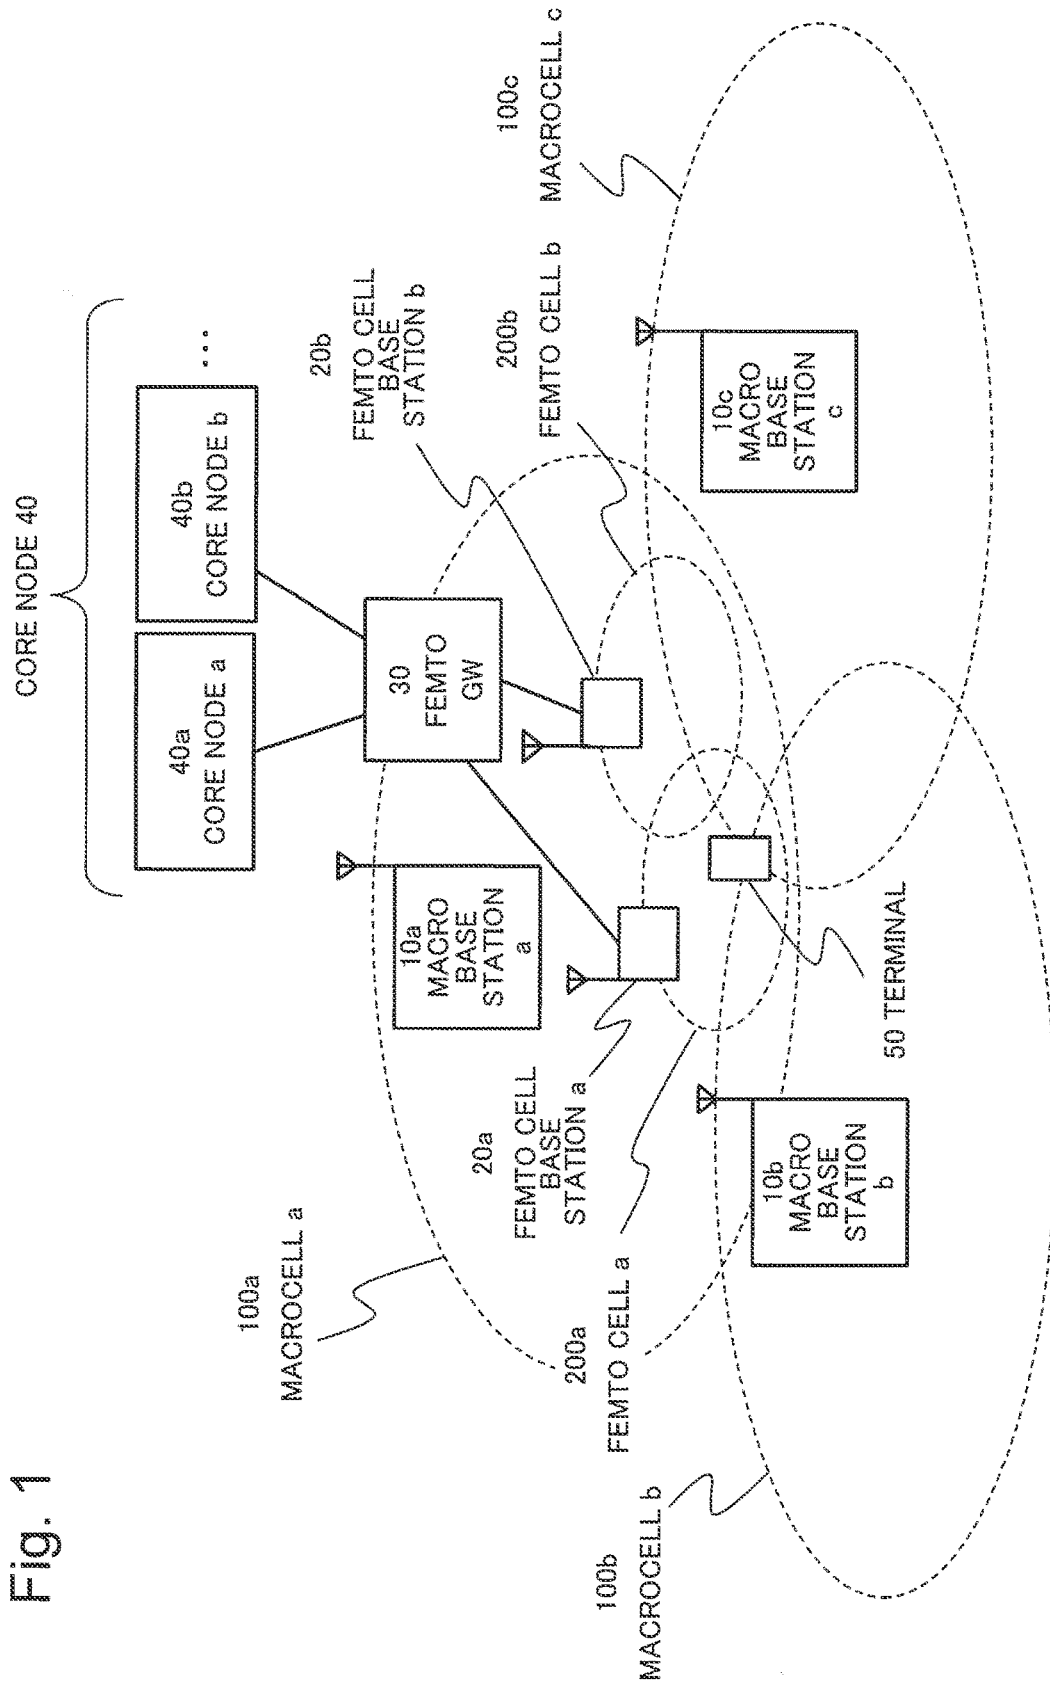 Fig. 1
CORE NODE 40
40a
CORE NODE a
40b
CORE NODE b
...
30
FEMTO
GW
20b
FEMTO CELL
BASE
STATION b
200b
FEMTO CELL b
100c
MACROCELL c
100a
MACROCELL a
10a
MACRO
BASE
STATION
a
20a
FEMTO CELL
BASE
STATION a
200a
FEMTO CELL a
10c
MACRO
BASE
STATION
c
100b
MACROCELL b
10b
MACRO
BASE
STATION
b
50 TERMINAL